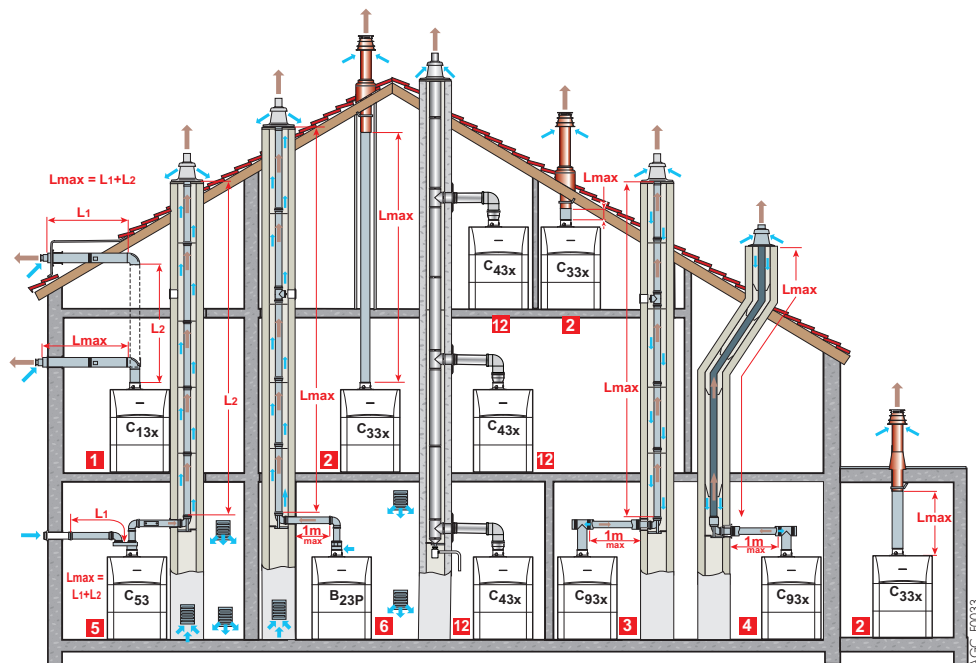 Lmax = L1+L2
L1
Lmax
C43x
C33x
Lmax
12
2
L2
Lmax
Lmax
Lmax
L2
Lmax
Lmax
C13x
C33x
C43x
1
2
12
L1
1m
max
1m
max
1m
max
Lmax
Lmax =
L1+L2
C53
B23P
C43x
C93x
C93x
C33x
5
6
12
3
4
2